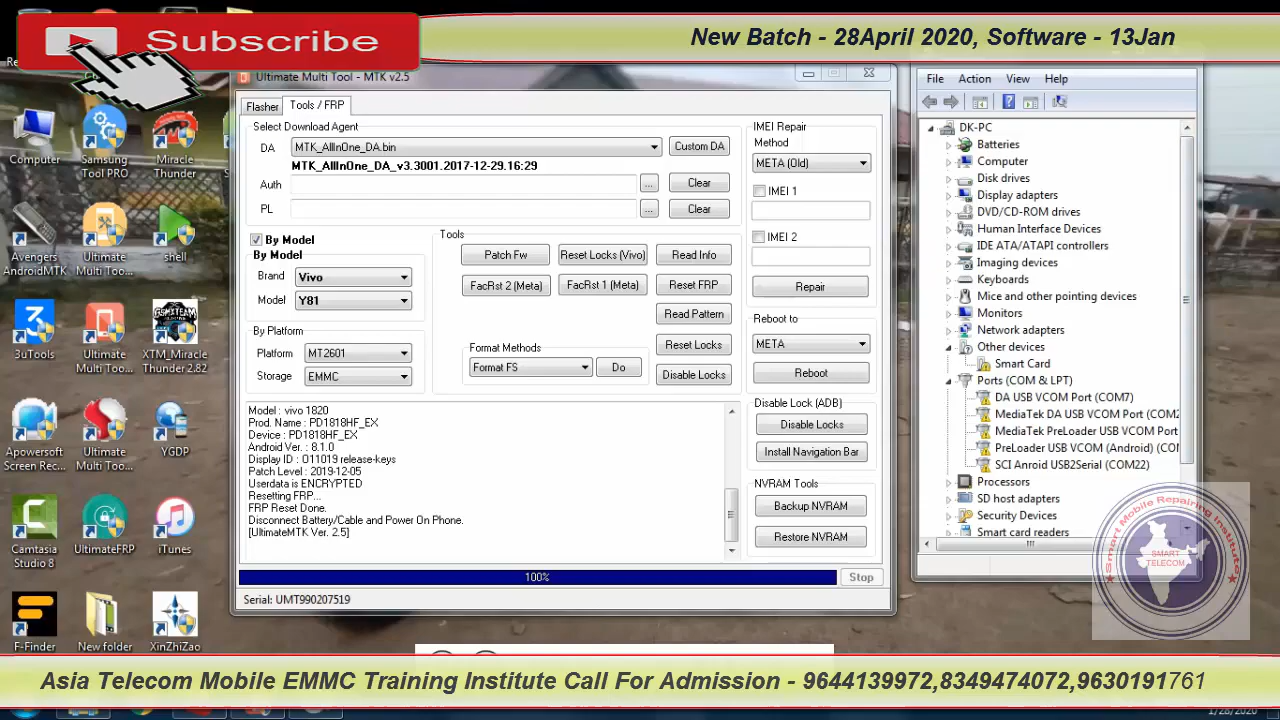 Subscribe
New Batch - 28April 2020, Software - 13Jan
Ultimate Multi Tool - MTK v2.5
File Action View Help
Flasher Tools / FRP
Select Download Agent
DA MTK_AllInOne_DA.bin Custom DA
MTK_AllInOne_DA_v3.3001.2017-12-29.16:29
Auth ... Clear
PL ... Clear
By Model
By Model
Brand Vivo
Model Y81
By Platform
Platform MT2601
Storage EMMC
Tools
Patch Fw Reset Locks (Vivo) Read Info
FacRst 2 (Meta) FacRst 1 (Meta) Reset FRP
Read Pattern
Reset Locks
Disable Locks
Format Methods
Format FS Do
IMEI Repair
Method
META (Old)
IMEI 1
IMEI 2
Repair
Reboot to
META
Reboot
Disable Lock (ADB)
Disable Locks
Install Navigation Bar
NVRAM Tools
Backup NVRAM
Restore NVRAM
Model : vivo 1820
Prod. Name : PD1818HF_EX
Device : PD1818HF_EX
Android Ver. : 8.1.0
Display ID : O11019 release-keys
Patch Level : 2019-12-05
Userdata is ENCRYPTED
Resetting FRP...
FRP Reset Done.
Disconnect Battery/Cable and Power On Phone.
[UltimateMTK Ver. 2.5]
100% Stop
Serial: UMT990207519
DK-PC
Batteries
Computer
Disk drives
Display adapters
DVD/CD-ROM drives
Human Interface Devices
IDE ATA/ATAPI controllers
Imaging devices
Keyboards
Mice and other pointing devices
Monitors
Network adapters
Other devices
Smart Card
Ports (COM & LPT)
DA USB VCOM Port (COM7)
MediaTek DA USB VCOM Port (COM2
MediaTek PreLoader USB VCOM Port
PreLoader USB VCOM (Android) (CO
SCI Anroid USB2Serial (COM22)
Processors
SD host adapters
Security Devices
Smart card readers
Computer
Samsung
Tool PRO
Miracle
Thunder
Avengers
AndroidMTK
Ultimate
Multi Too...
shell
3uTools
Ultimate
Multi Too...
XTM_Miracle
Thunder 2.82
Apowersoft
Screen Rec...
Ultimate
Multi Too...
YGDP
Camtasia
Studio 8
UltimateFRP
iTunes
F-Finder
New folder
XinZhiZao
Smart Mobile Repairing Institute
SMART
TELECOM
Asia Telecom Mobile EMMC Training Institute Call For Admission - 9644139972,8349474072,9630191761
1/28/2020